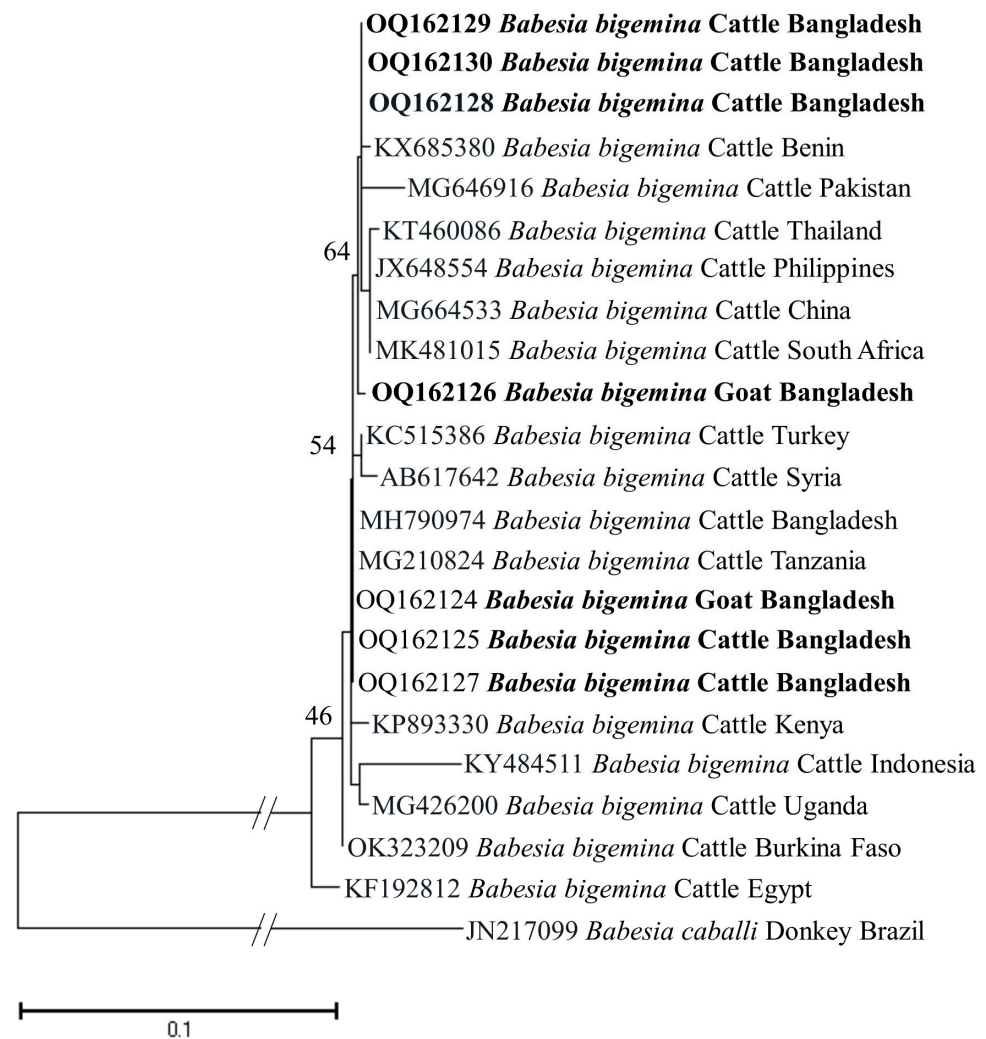 OQ162129 Babesia bigemina Cattle Bangladesh
OQ162130 Babesia bigemina Cattle Bangladesh
OQ162128 Babesia bigemina Cattle Bangladesh
KX685380 Babesia bigemina Cattle Benin
MG646916 Babesia bigemina Cattle Pakistan
KT460086 Babesia bigemina Cattle Thailand
64
JX648554 Babesia bigemina Cattle Philippines
MG664533 Babesia bigemina Cattle China
MK481015 Babesia bigemina Cattle South Africa
OQ162126 Babesia bigemina Goat Bangladesh
KC515386 Babesia bigemina Cattle Turkey
54
AB617642 Babesia bigemina Cattle Syria
MH790974 Babesia bigemina Cattle Bangladesh
MG210824 Babesia bigemina Cattle Tanzania
OQ162124 Babesia bigemina Goat Bangladesh
OQ162125 Babesia bigemina Cattle Bangladesh
OQ162127 Babesia bigemina Cattle Bangladesh
46
KP893330 Babesia bigemina Cattle Kenya
KY484511 Babesia bigemina Cattle Indonesia
MG426200 Babesia bigemina Cattle Uganda
OK323209 Babesia bigemina Cattle Burkina Faso
KF192812 Babesia bigemina Cattle Egypt
JN217099 Babesia caballi Donkey Brazil
0.1